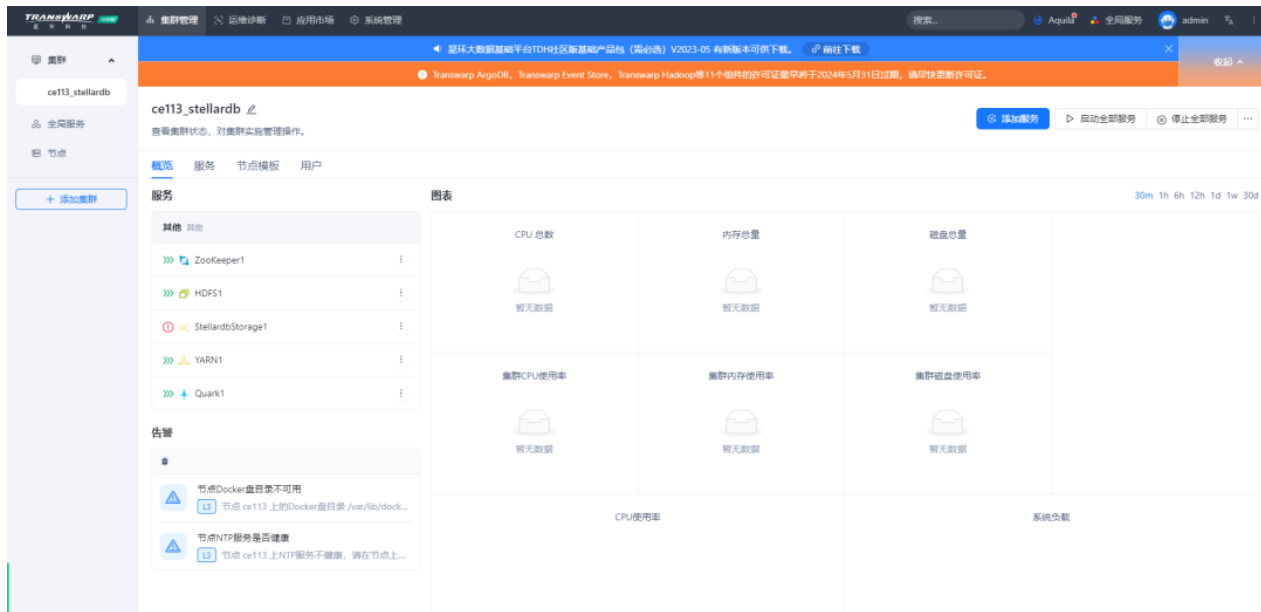 TRANSWARP
星 环 科 技
集群管理
运维诊断
应用市场
系统管理
搜索...
Aquila
全局服务
admin
星环大数据基础平台TDH社区版基础产品包（需必选）V2023-05 有新版本可供下载。 前往下载
Transwarp ArgoDB，Transwarp Event Store，Transwarp Hadoop等11个组件的许可证最早将于2024年5月31日过期，请尽快更新许可证。
收起
集群
ce113_stellardb
全局服务
节点
+ 添加集群
ce113_stellardb
查看集群状态，对集群实施管理操作。
添加服务
启动全部服务
停止全部服务
概览
服务
节点模板
用户
服务
其他 其他
ZooKeeper1
HDFS1
StellardbStorage1
YARN1
Quark1
告警
节点Docker盘目录不可用
L3 节点 ce113 上的Docker盘目录 /var/lib/dock...
节点NTP服务是否健康
L3 节点 ce113 上NTP服务不健康，请在节点上...
图表
30m 1h 6h 12h 1d 1w 30d
CPU 总数
内存总量
磁盘总量
暂无数据
暂无数据
暂无数据
集群CPU使用率
集群内存使用率
集群磁盘使用率
暂无数据
暂无数据
暂无数据
CPU使用率
系统负载